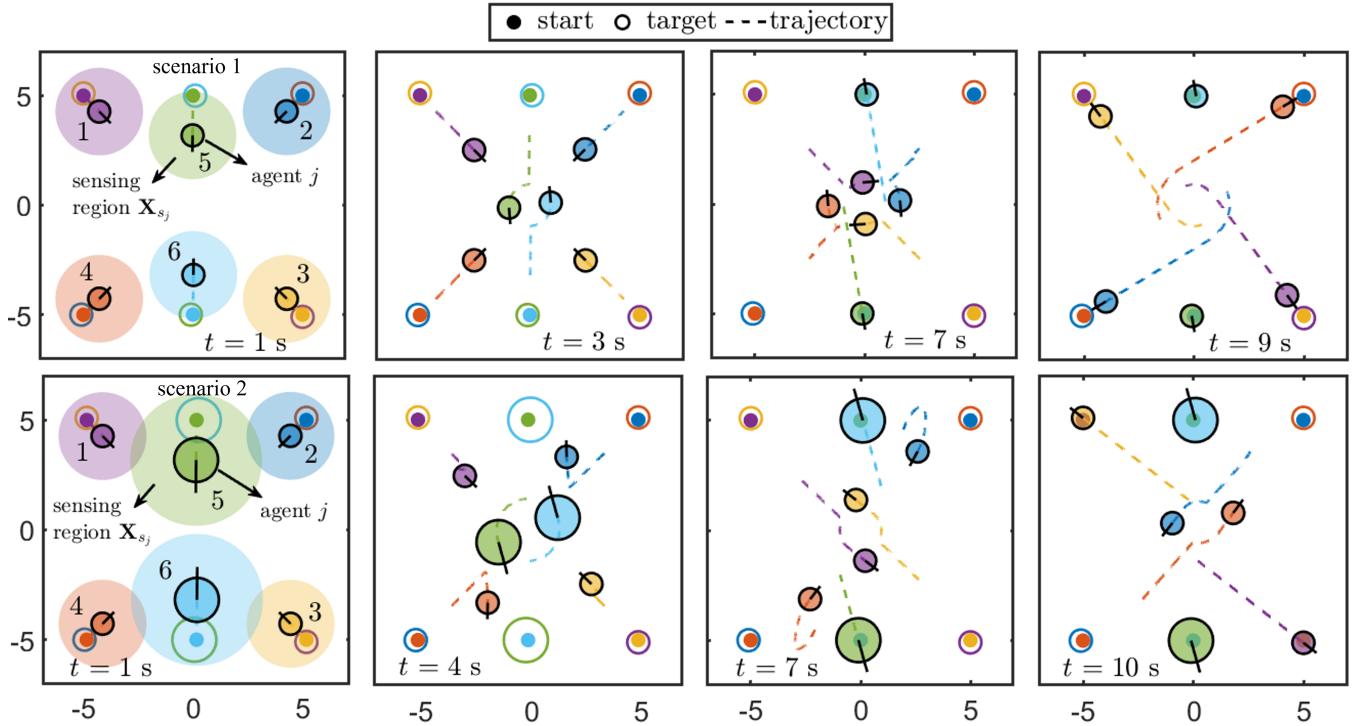 start target trajectory
scenario 1
5
0
-5
1
2
5
sensing
region X_{s_j}
agent j
6
4
3
t = 1 s
t = 3 s
t = 7 s
t = 9 s
scenario 2
5
0
-5
1
2
5
sensing
region X_{s_j}
agent j
6
4
3
t = 1 s
t = 4 s
t = 7 s
t = 10 s
-5 0 5
-5 0 5
-5 0 5
-5 0 5